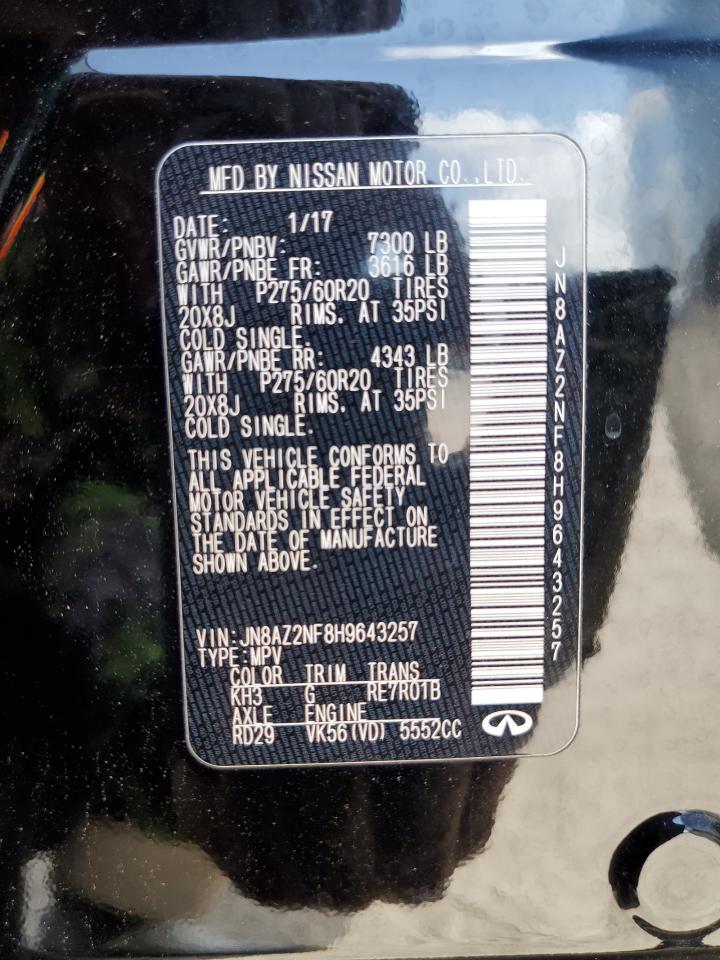 MFD BY NISSAN MOTOR CO.,LTD.
DATE: 1/17
GVWR/PNBV: 7300 LB
GAWR/PNBE FR: 3616 LB
WITH P275/60R20 TIRES
20X8J RIMS. AT 35PSI
COLD SINGLE.
GAWR/PNBE RR: 4343 LB
WITH P275/60R20 TIRES
20X8J RIMS. AT 35PSI
COLD SINGLE.
THIS VEHICLE CONFORMS TO
ALL APPLICABLE FEDERAL
MOTOR VEHICLE SAFETY
STANDARDS IN EFFECT ON
THE DATE OF MANUFACTURE
SHOWN ABOVE.
VIN:JN8AZ2NF8H9643257
TYPE:MPV
COLOR TRIM TRANS
KH3 G RE7R01B
AXLE ENGINE
RD29 VK56(VD) 5552CC
JN8AZ2NF8H9643257